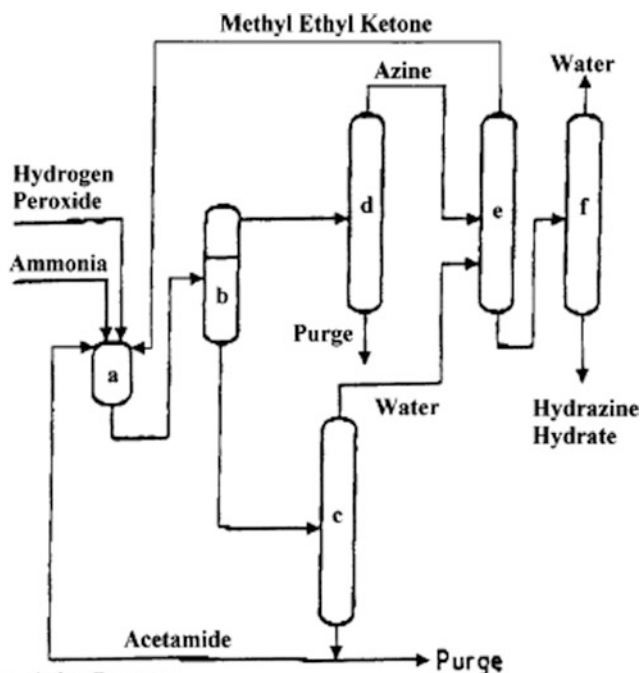 Methyl Ethyl Ketone
Azine
Water
Hydrogen
Peroxide
Ammonia
a
b
d
e
f
Purge
Water
Hydrazine
Hydrate
c
Acetamide
Purge